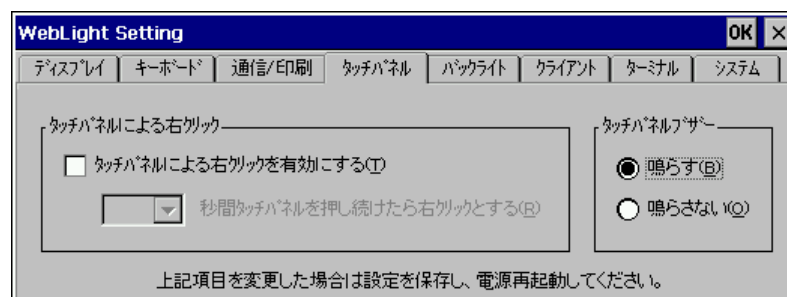 WebLight Setting OK ×
ﾃﾞｨｽﾌﾟﾚｲ ｷｰﾎﾞｰﾄﾞ 通信/印刷 ﾀｯﾁﾊﾟﾈﾙ ﾊﾞｯｸﾗｲﾄ ｸﾗｲｱﾝﾄ ﾀｰﾐﾅﾙ ｼｽﾃﾑ
ﾀｯﾁﾊﾟﾈﾙによる右ｸﾘｯｸ
ﾀｯﾁﾊﾟﾈﾙによる右ｸﾘｯｸを有効にする(T)
秒間ﾀｯﾁﾊﾟﾈﾙを押し続けたら右ｸﾘｯｸとする(R)
ﾀｯﾁﾊﾟﾈﾙﾌﾞｻﾞｰ
鳴らす(B)
鳴らさない(O)
上記項目を変更した場合は設定を保存し、電源再起動してください。